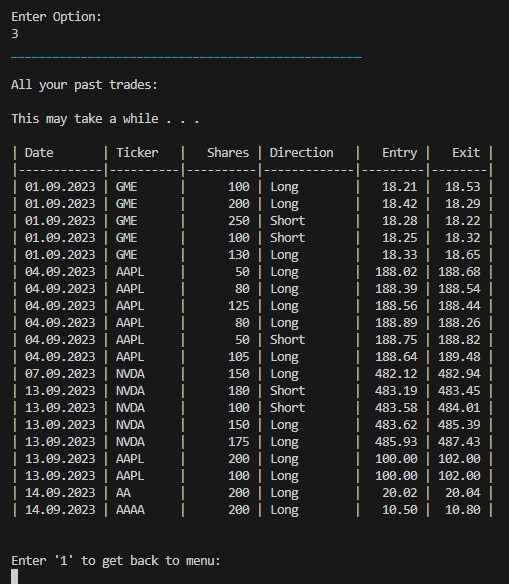 Enter Option:
3
__________________________________________________
All your past trades:
This may take a while . . .
| Date | Ticker | Shares | Direction | Entry | Exit |
|------------|----------|----------|-------------|---------|--------|
| 01.09.2023 | GME | 100 | Long | 18.21 | 18.53 |
| 01.09.2023 | GME | 200 | Long | 18.42 | 18.29 |
| 01.09.2023 | GME | 250 | Short | 18.28 | 18.22 |
| 01.09.2023 | GME | 100 | Short | 18.25 | 18.32 |
| 01.09.2023 | GME | 130 | Long | 18.33 | 18.65 |
| 04.09.2023 | AAPL | 50 | Long | 188.02 | 188.68 |
| 04.09.2023 | AAPL | 80 | Long | 188.39 | 188.54 |
| 04.09.2023 | AAPL | 125 | Long | 188.56 | 188.44 |
| 04.09.2023 | AAPL | 80 | Long | 188.89 | 188.26 |
| 04.09.2023 | AAPL | 50 | Short | 188.75 | 188.82 |
| 04.09.2023 | AAPL | 105 | Long | 188.64 | 189.48 |
| 07.09.2023 | NVDA | 150 | Long | 482.12 | 482.94 |
| 13.09.2023 | NVDA | 180 | Short | 483.19 | 483.45 |
| 13.09.2023 | NVDA | 100 | Short | 483.58 | 484.01 |
| 13.09.2023 | NVDA | 150 | Long | 483.62 | 485.39 |
| 13.09.2023 | NVDA | 175 | Long | 485.93 | 487.43 |
| 13.09.2023 | AAPL | 200 | Long | 100.00 | 102.00 |
| 13.09.2023 | AAPL | 100 | Long | 100.00 | 102.00 |
| 14.09.2023 | AA | 200 | Long | 20.02 | 20.04 |
| 14.09.2023 | AAAA | 200 | Long | 10.50 | 10.80 |
Enter '1' to get back to menu: